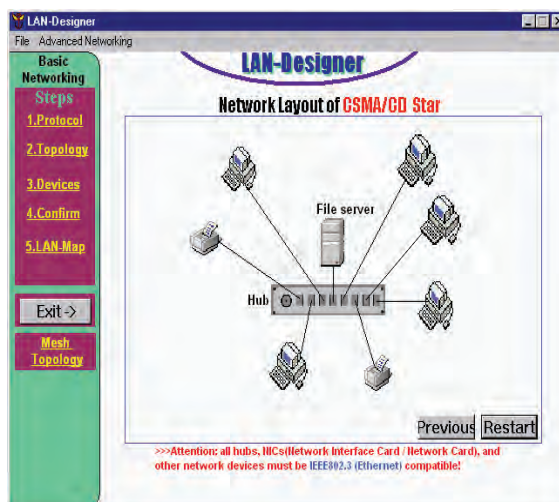 LAN-Designer
File Advanced Networking
Basic
Networking
Steps
1.Protocol
2.Topology
3.Devices
4.Confirm
5.LAN-Map
Exit->
Mesh
Topology
LAN-Designer
Network Layout of CSMA/CD Star
File server
Hub
Previous
Restart
>>>Attention: all hubs, NICs(Network Interface Card / Network Card), and
other network devices must be IEEE802.3 (Ethernet) compatible!